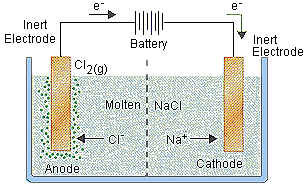 e⁻
e⁻
Inert
Electrode
Battery
Inert
Electrode
Cl₂(g)
Molten
NaCl
Cl⁻
Na⁺
Anode
Cathode